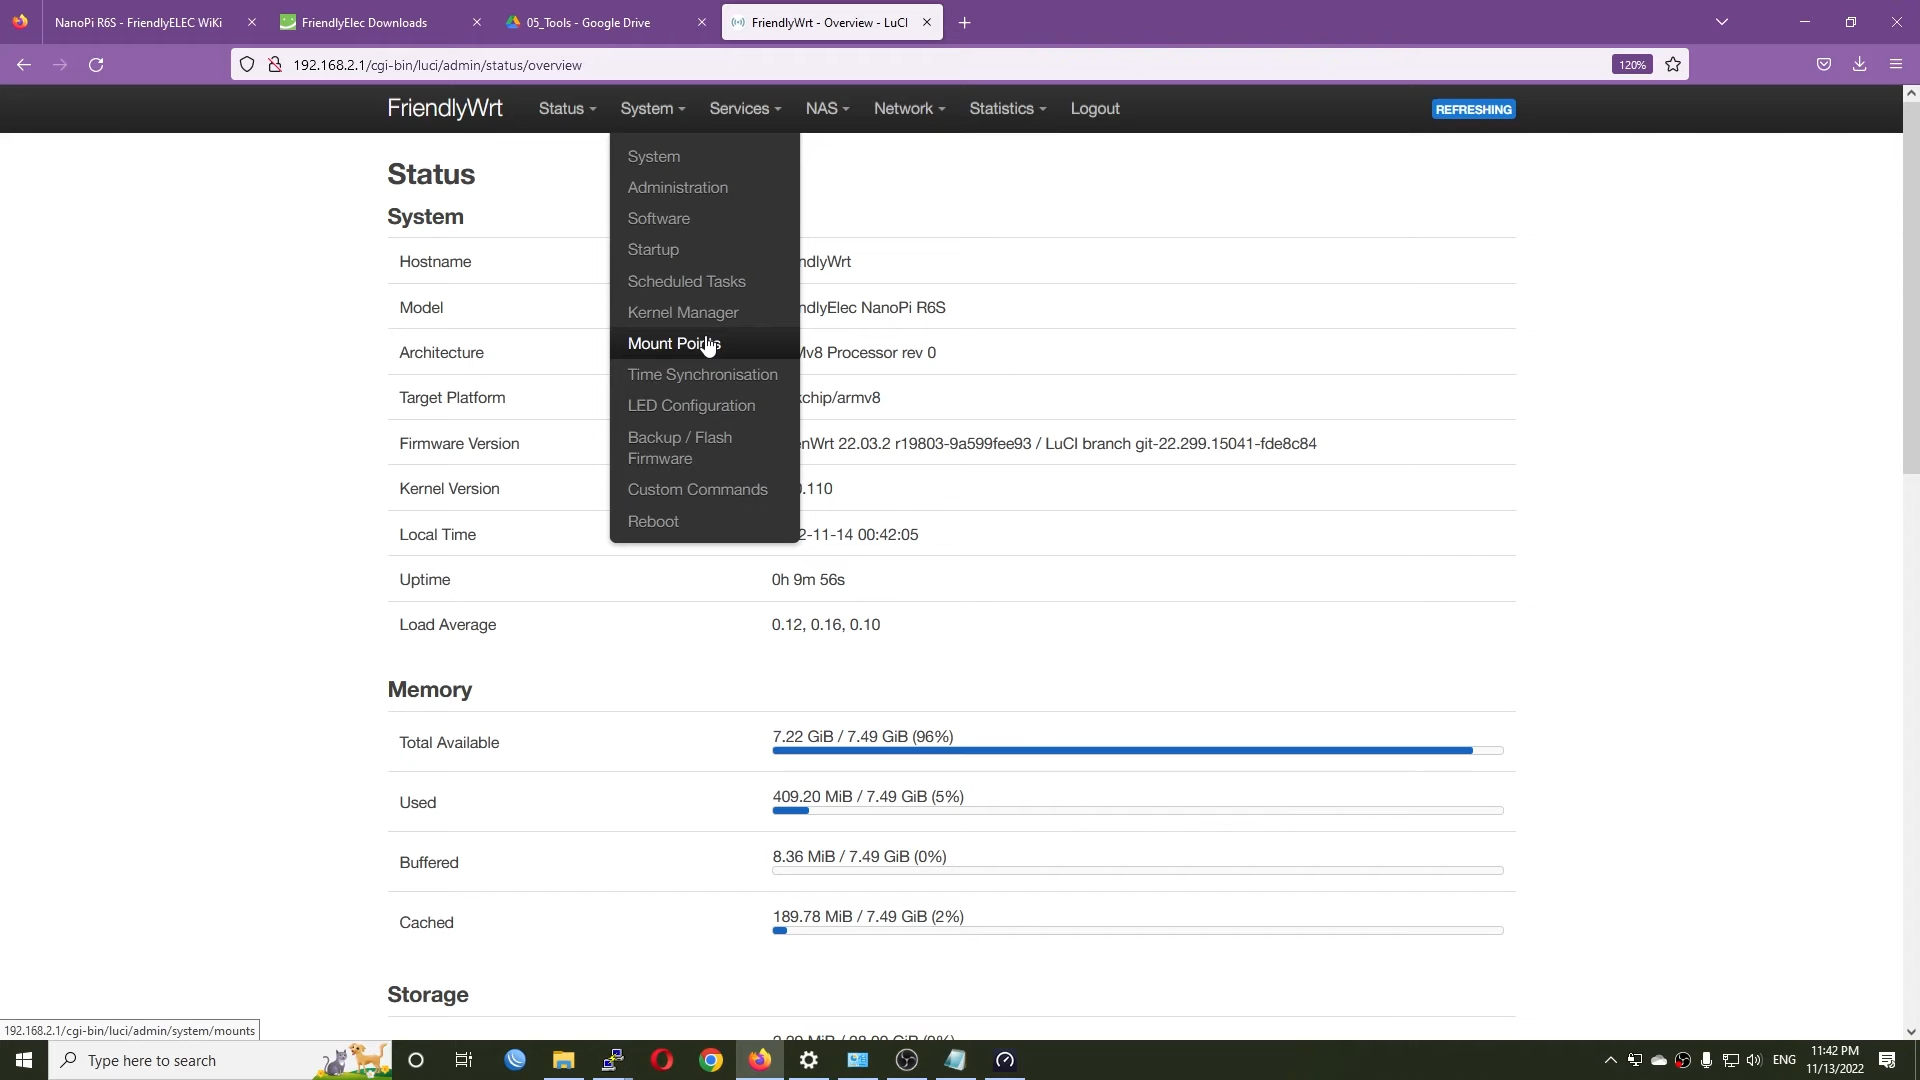 NanoPi R6S - FriendlyELEC WiKi
FriendlyElec Downloads
05_Tools - Google Drive
FriendlyWrt - Overview - LuCI
192.168.2.1/cgi-bin/luci/admin/status/overview
120%
FriendlyWrt
Status
System
Services
NAS
Network
Statistics
Logout
REFRESHING
System
Administration
Software
Startup
Scheduled Tasks
Kernel Manager
Mount Points
Time Synchronisation
LED Configuration
Backup / Flash
Firmware
Custom Commands
Reboot
Status
System
Hostname
ndlyWrt
Model
ndlyElec NanoPi R6S
Architecture
Mv8 Processor rev 0
Target Platform
kchip/armv8
Firmware Version
nWrt 22.03.2 r19803-9a599fee93 / LuCI branch git-22.299.15041-fde8c84
Kernel Version
.110
Local Time
2-11-14 00:42:05
Uptime
0h 9m 56s
Load Average
0.12, 0.16, 0.10
Memory
Total Available
7.22 GiB / 7.49 GiB (96%)
Used
409.20 MiB / 7.49 GiB (5%)
Buffered
8.36 MiB / 7.49 GiB (0%)
Cached
189.78 MiB / 7.49 GiB (2%)
Storage
192.168.2.1/cgi-bin/luci/admin/system/mounts
Type here to search
ENG
11:42 PM
11/13/2022